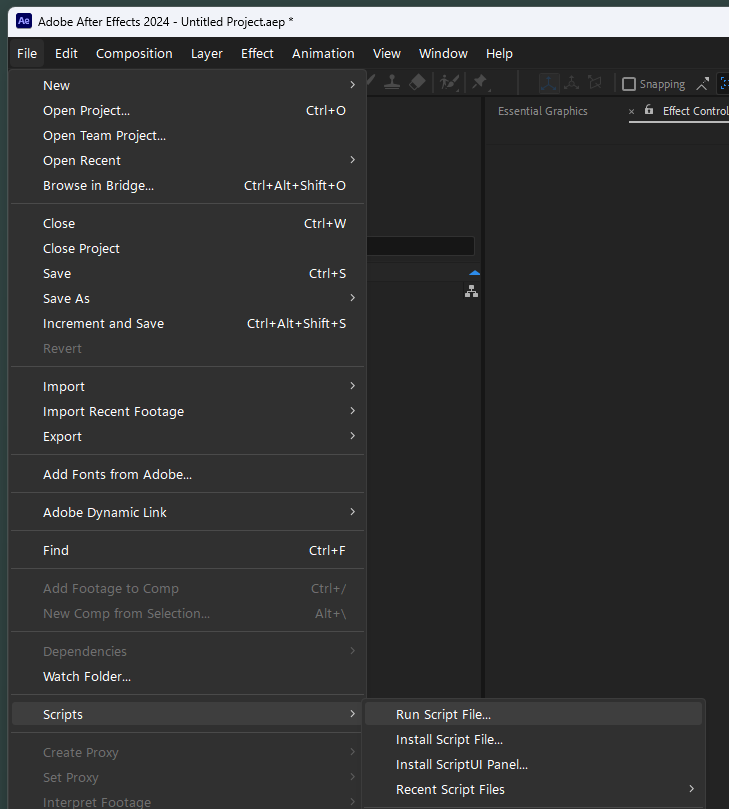 Ae Adobe After Effects 2024 - Untitled Project.aep *
File Edit Composition Layer Effect Animation View Window Help
Snapping
Essential Graphics × Effect Control
New >
Open Project... Ctrl+O
Open Team Project...
Open Recent >
Browse in Bridge... Ctrl+Alt+Shift+O
Close Ctrl+W
Close Project
Save Ctrl+S
Save As >
Increment and Save Ctrl+Alt+Shift+S
Revert
Import >
Import Recent Footage >
Export >
Add Fonts from Adobe...
Adobe Dynamic Link >
Find Ctrl+F
Add Footage to Comp Ctrl+/
New Comp from Selection... Alt+\
Dependencies >
Watch Folder...
Scripts >
Run Script File...
Install Script File...
Install ScriptUI Panel...
Recent Script Files >
Create Proxy >
Set Proxy >
Interpret Footage >